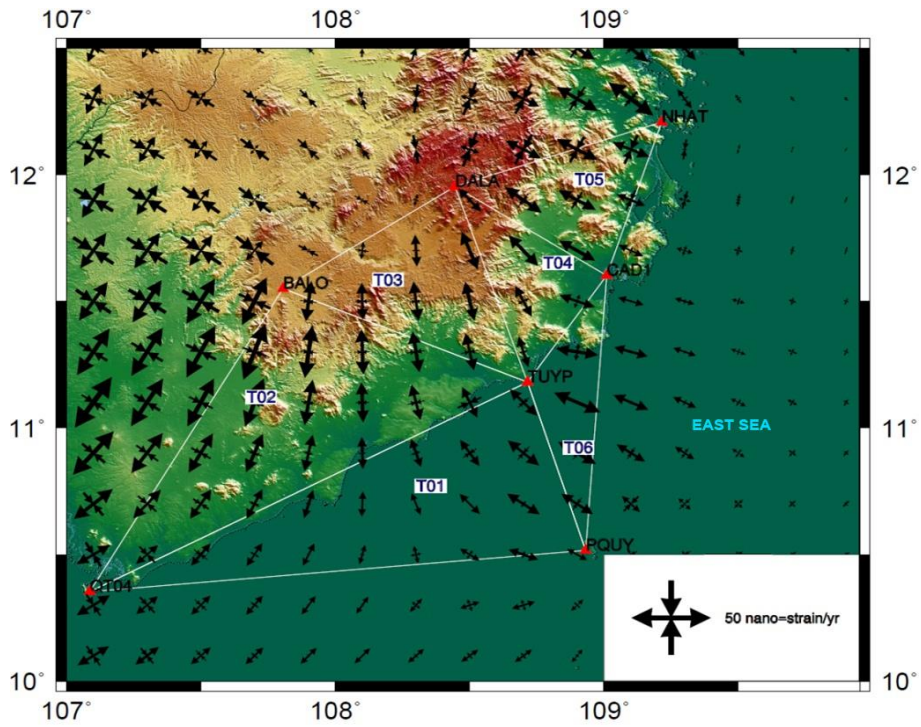 107° 108° 109°
12°
11°
10°
NHAT
DALA
T05
T04
CAD1
T03
BALO
TUYP
T02
EAST SEA
T06
T01
PQUY
OT04
50 nano=strain/yr
12°
11°
10°
107° 108° 109°